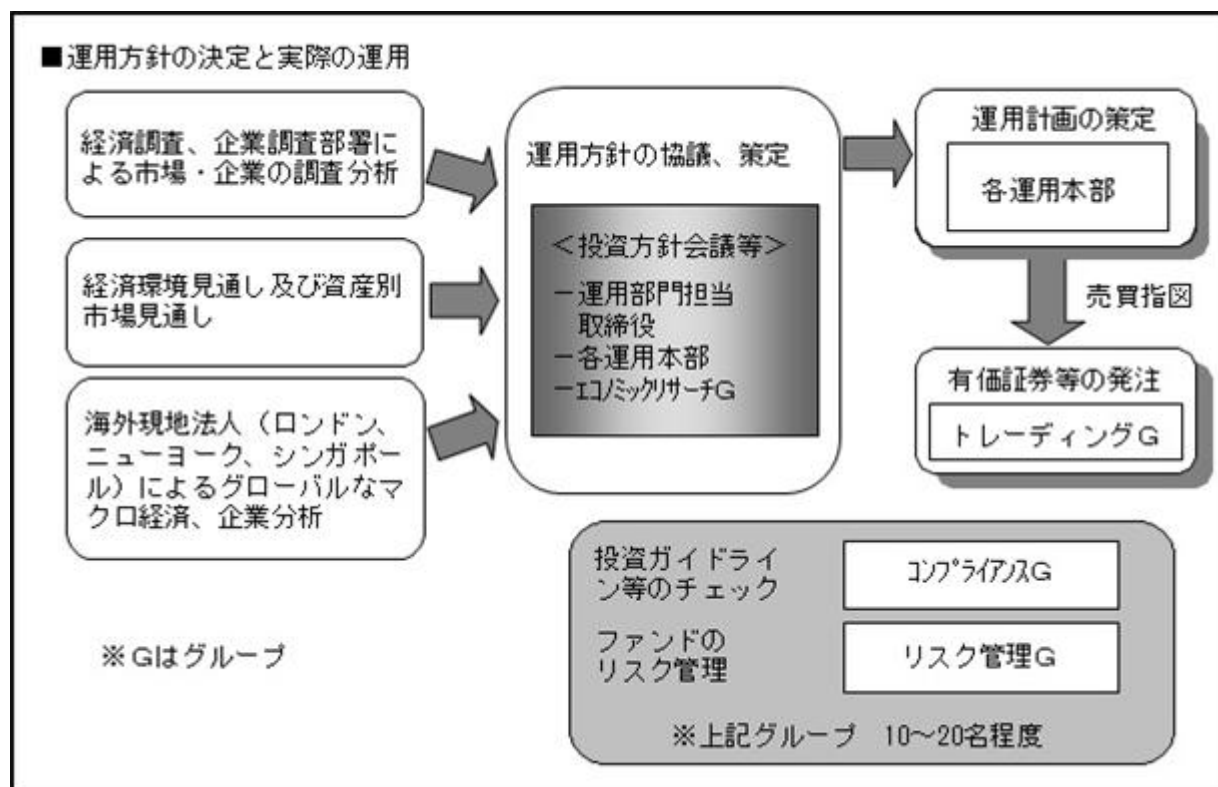 ■運用方針の決定と実際の運用
経済調査、企業調査部署に
よる市場・企業の調査分析
経済環境見通し及び資産別
市場見通し
海外現地法人（ロンドン、
ニューヨーク、シンガポー
ル）によるグローバルなマ
クロ経済、企業分析
運用方針の協議、策定
＜投資方針会議等＞
－運用部門担当
取締役
－各運用本部
－ｴｺﾉﾐｯｸﾘｻｰﾁG
運用計画の策定
各運用本部
売買指図
有価証券等の発注
トレーディングG
投資ガイドライ
ン等のチェック
ｺﾝﾌﾟﾗｲｱﾝｽG
ファンドの
リスク管理
リスク管理G
※上記グループ　10～20名程度
※Gはグループ